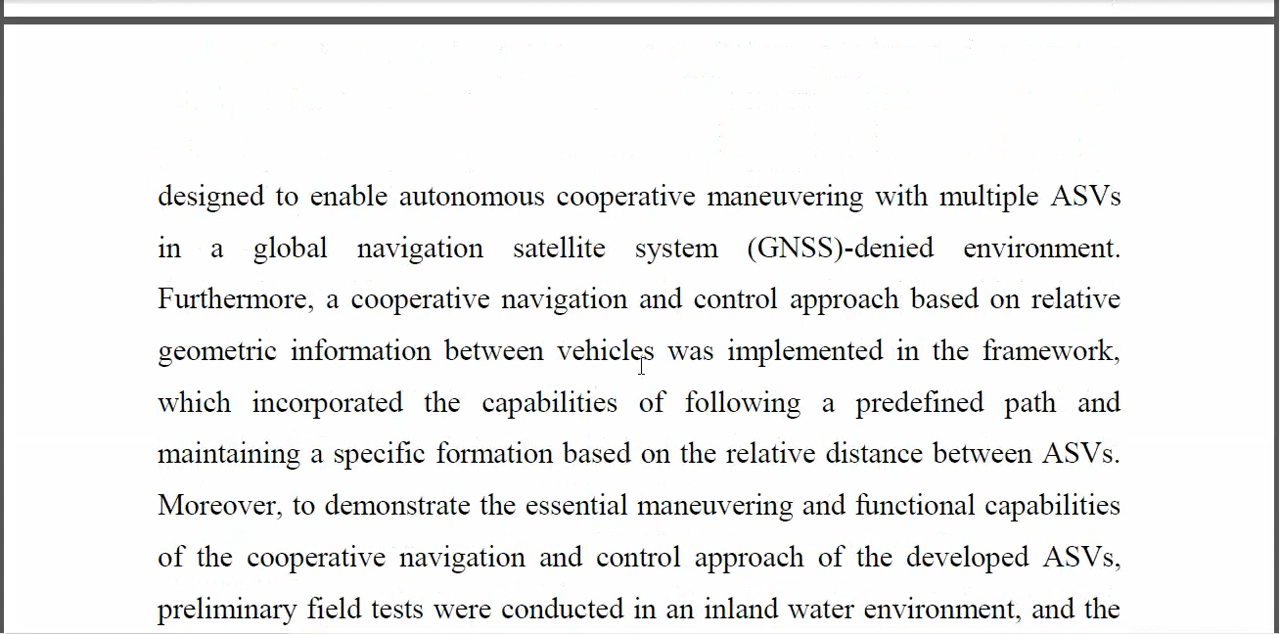 designed to enable autonomous cooperative maneuvering with multiple ASVs
in a global navigation satellite system (GNSS)-denied environment.
Furthermore, a cooperative navigation and control approach based on relative
geometric information between vehicles was implemented in the framework,
which incorporated the capabilities of following a predefined path and
maintaining a specific formation based on the relative distance between ASVs.
Moreover, to demonstrate the essential maneuvering and functional capabilities
of the cooperative navigation and control approach of the developed ASVs,
preliminary field tests were conducted in an inland water environment, and the